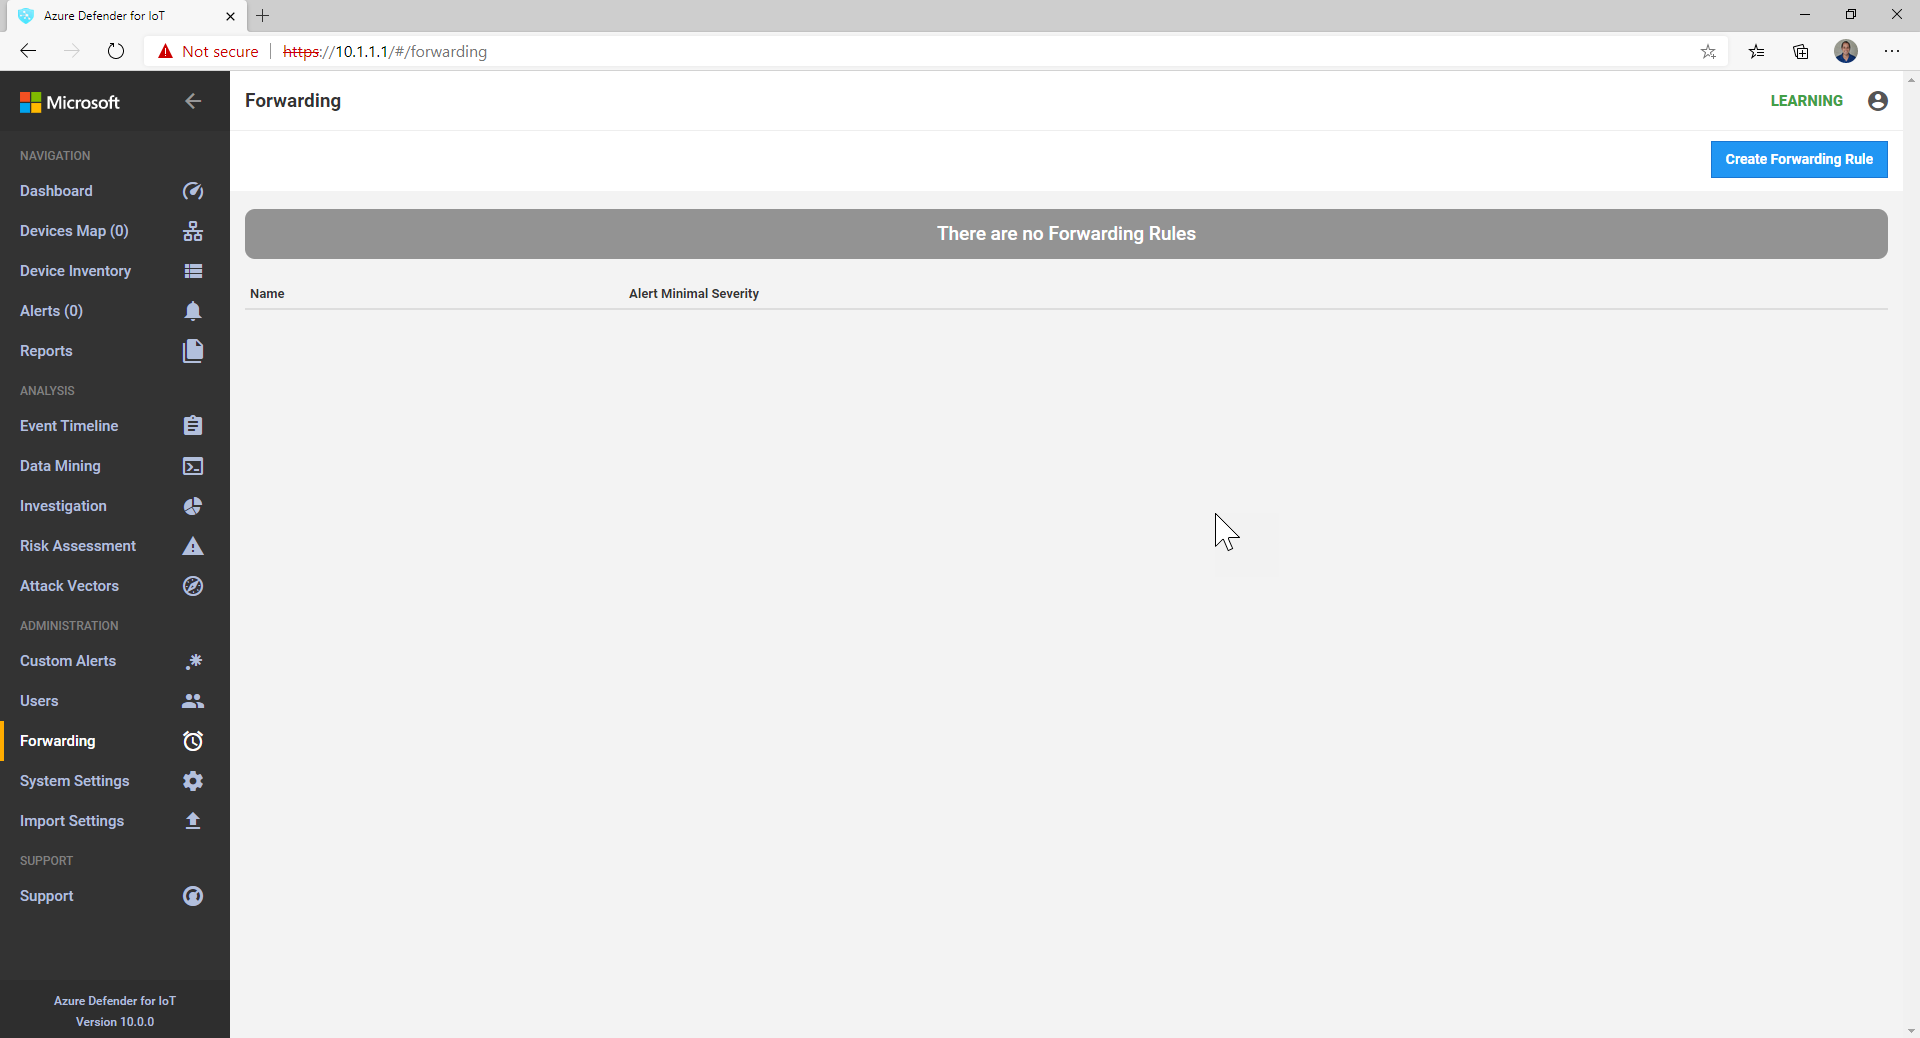 Azure Defender for IoT
Not secure https://10.1.1.1/#/forwarding
Microsoft
NAVIGATION
Dashboard
Devices Map (0)
Device Inventory
Alerts (0)
Reports
ANALYSIS
Event Timeline
Data Mining
Investigation
Risk Assessment
Attack Vectors
ADMINISTRATION
Custom Alerts
Users
Forwarding
System Settings
Import Settings
SUPPORT
Support
Azure Defender for IoT
Version 10.0.0
Forwarding
LEARNING
Create Forwarding Rule
There are no Forwarding Rules
Name Alert Minimal Severity